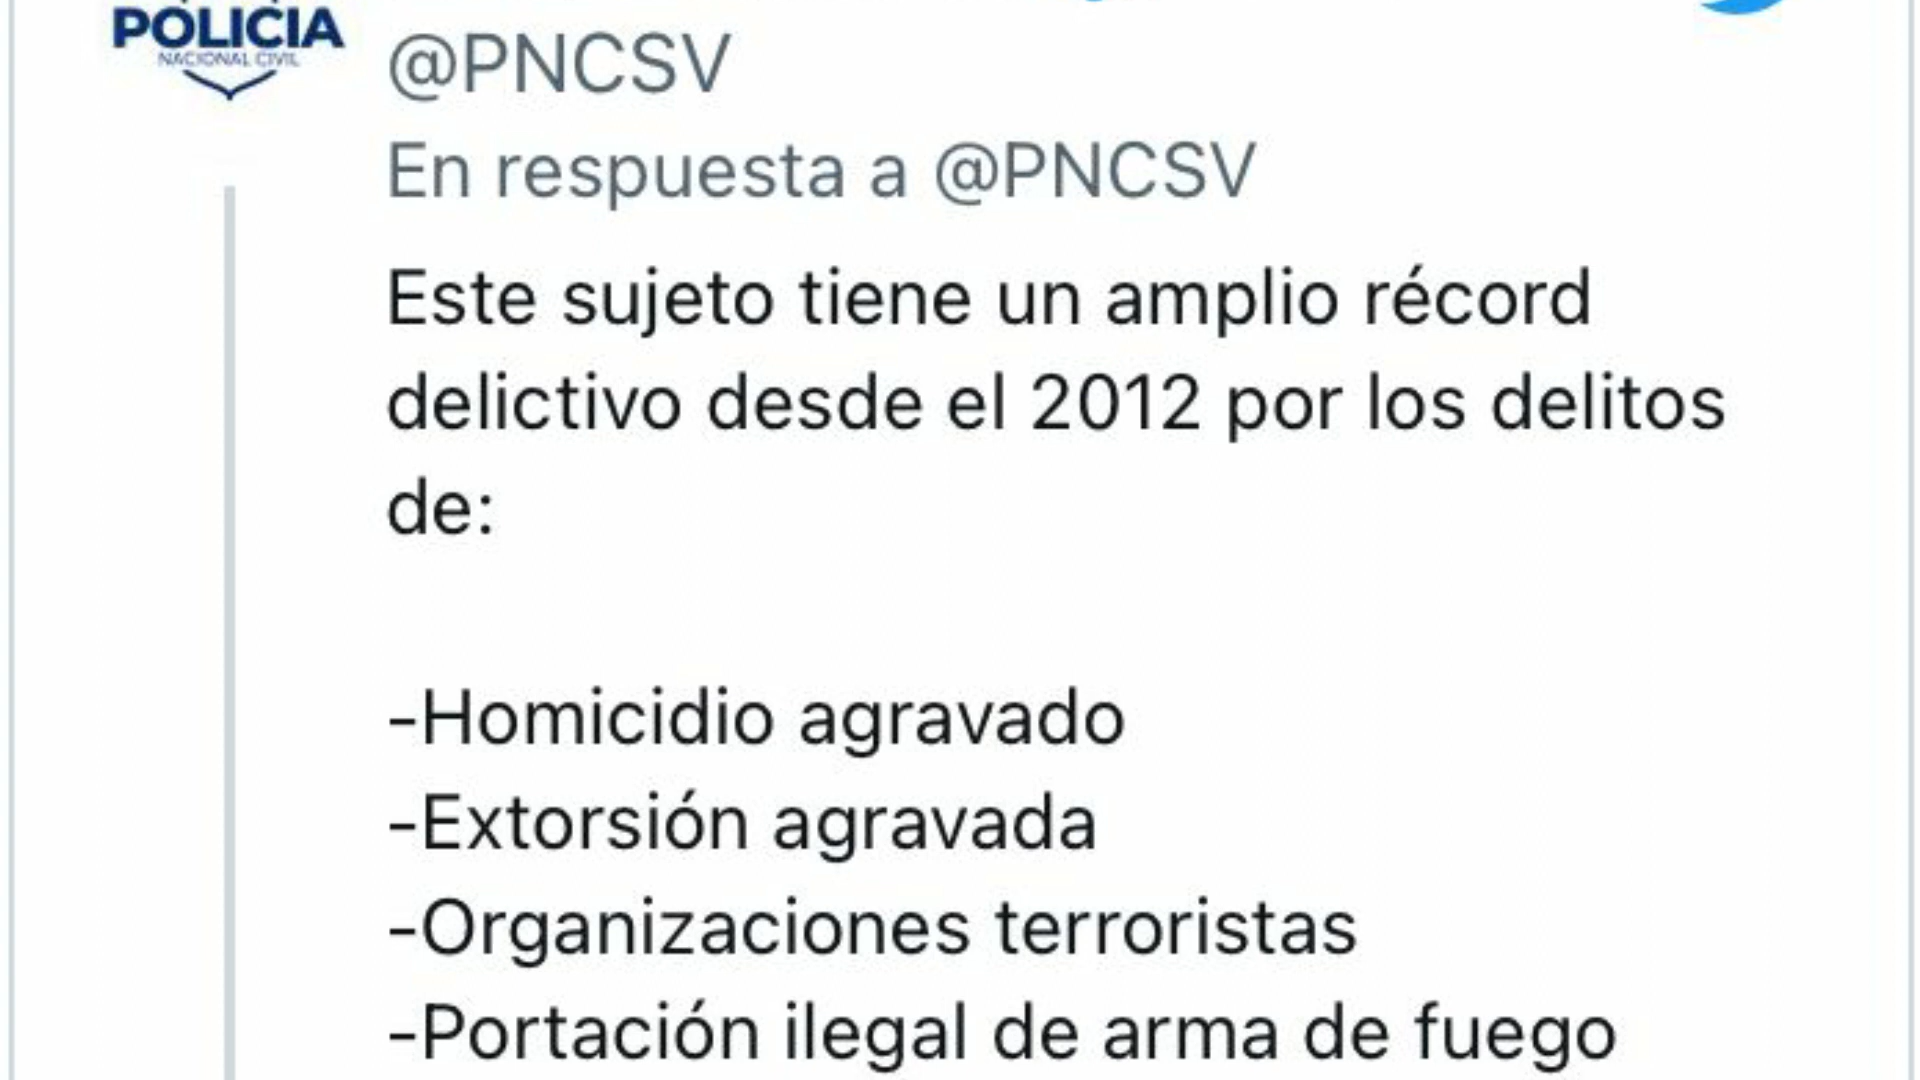 POLICIA
NACIONAL CIVIL
@PNCSV
En respuesta a @PNCSV
Este sujeto tiene un amplio récord
delictivo desde el 2012 por los delitos
de:
-Homicidio agravado
-Extorsión agravada
-Organizaciones terroristas
-Portación ilegal de arma de fuego